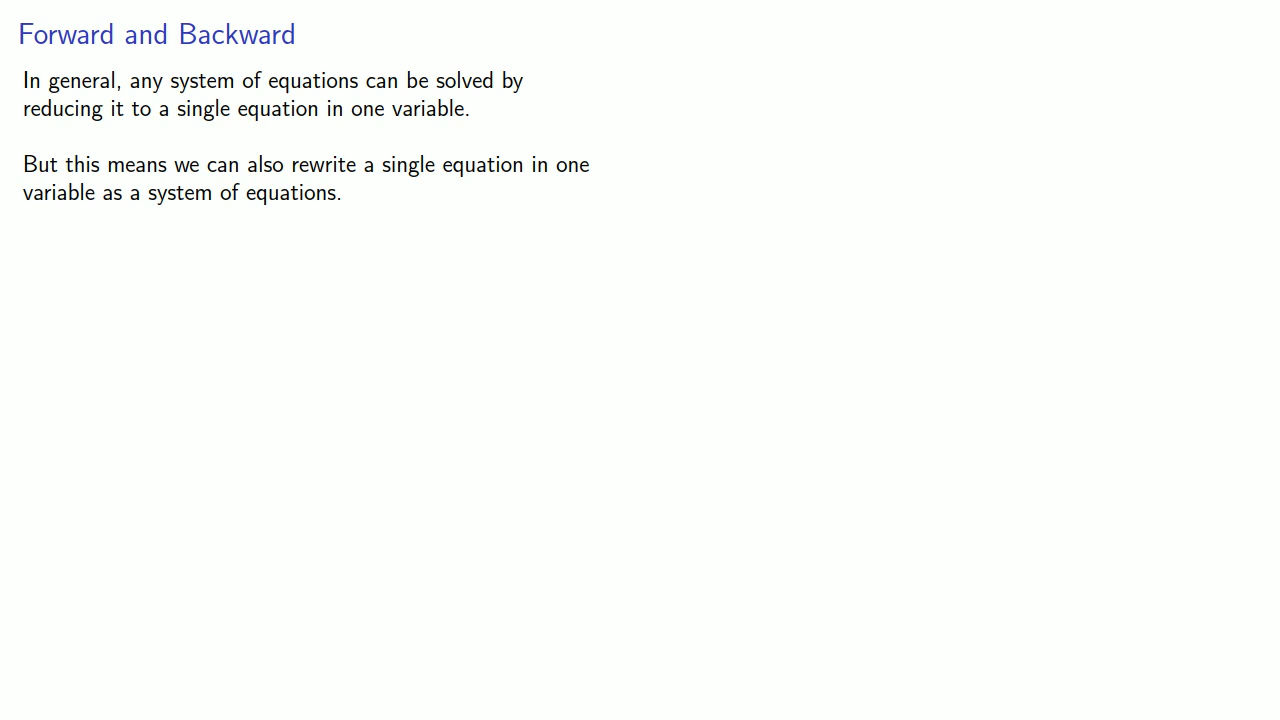 Forward and Backward
In general, any system of equations can be solved by
reducing it to a single equation in one variable.
But this means we can also rewrite a single equation in one
variable as a system of equations.